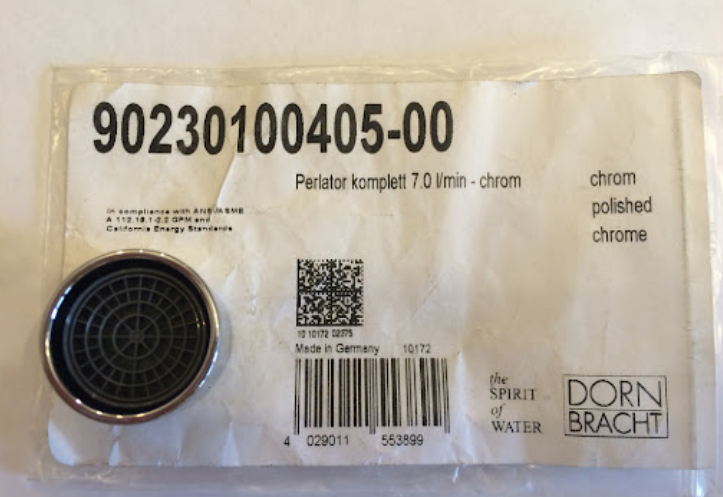 90230100405-00
Perlator komplett 7.0 l/min - chrom
chrom
polished
chrome
In compliance with ANSI/ASME
A 112.18.1-2.2 GPM and
California Energy Standards
10 10172 02375
Made in Germany 10172
4 029011 553899
the
SPIRIT
of
WATER
DORN
BRACHT